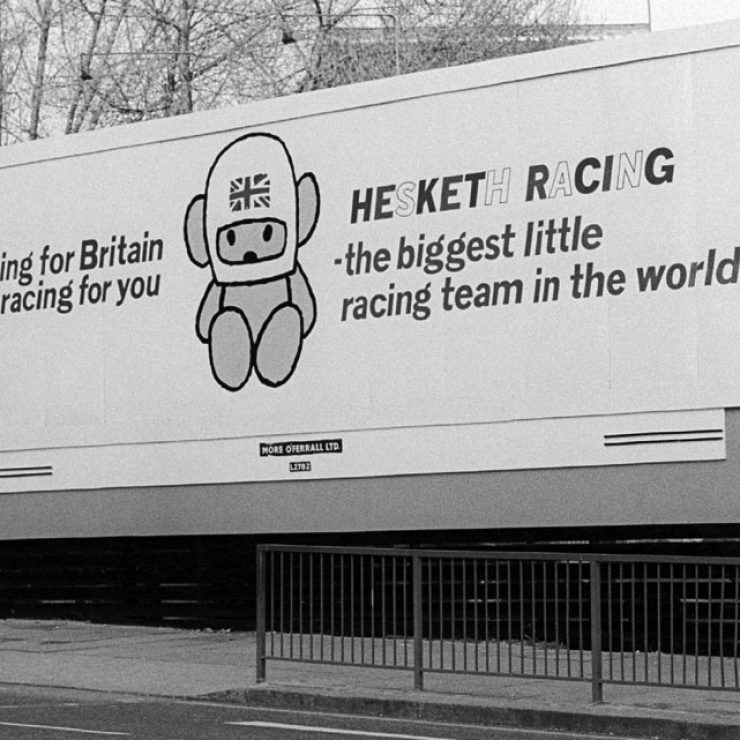 ing for Britain
racing for you
HESKETH RACING
-the biggest little
racing team in the world
MORE O'FERRALL LTD.
L2782